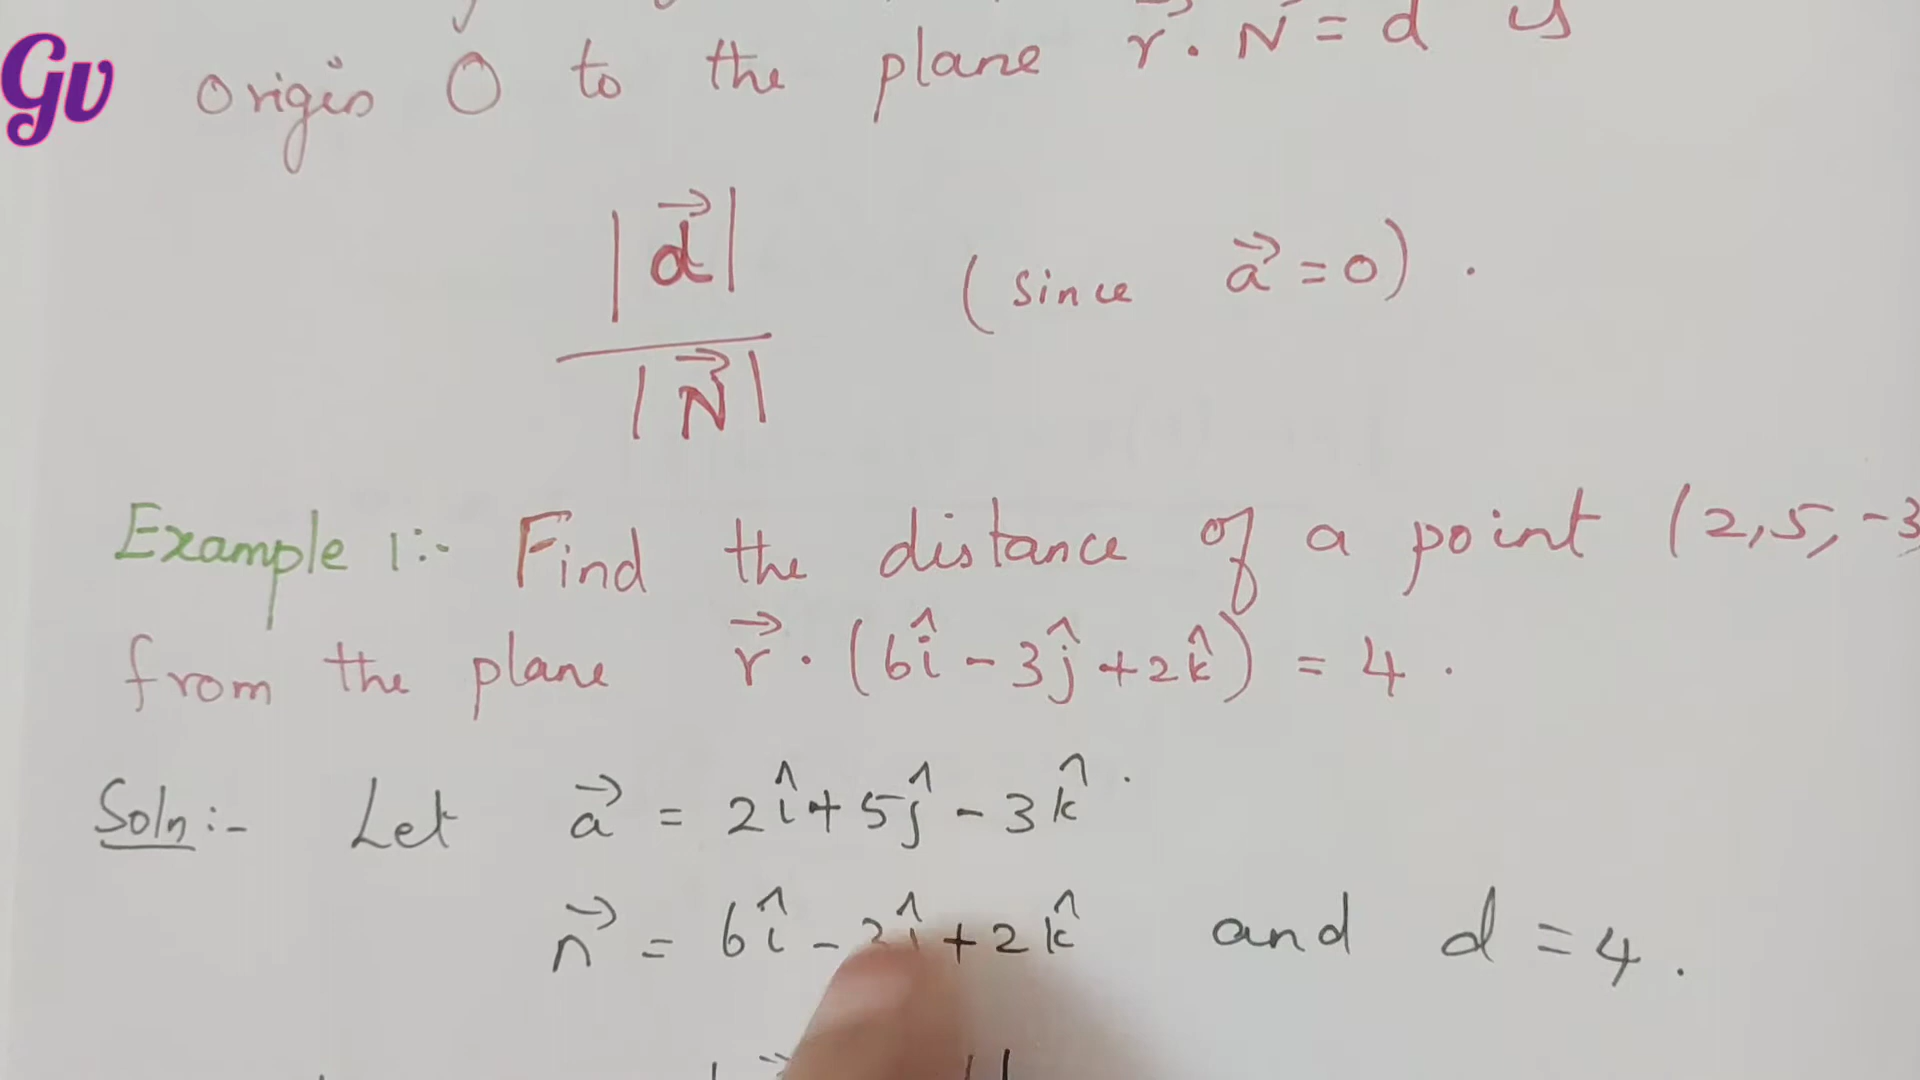 GV
origin O to the plane r⃗ . N⃗ = d is
|d⃗|
|N⃗|
(since a⃗ = 0) .
Example 1:- Find the distance of a point (2, 5, -3
from the plane r⃗ . (6î - 3ĵ + 2k̂) = 4 .
Soln:- Let a⃗ = 2î + 5ĵ - 3k̂ .
n⃗ = 6î - 3ĵ + 2k̂ and d = 4 .